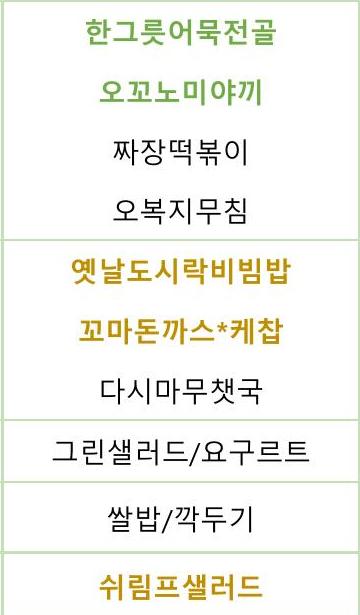 한그릇어묵전골
오꼬노미야끼
짜장떡볶이
오복지무침
옛날도시락비빔밥
꼬마돈까스*케찹
다시마무챗국
그린샐러드/요구르트
쌀밥/깍두기
쉬림프샐러드